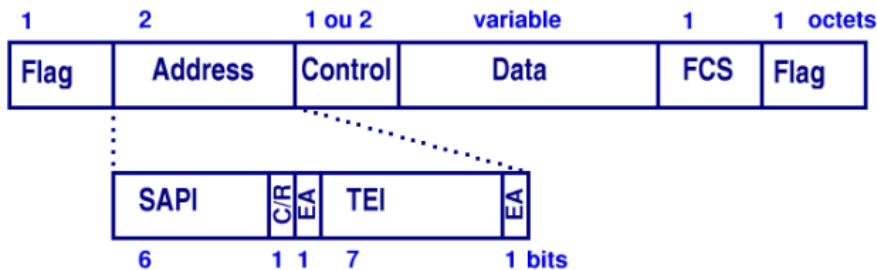 1 2 1 ou 2 variable 1 1 octets
Flag Address Control Data FCS Flag
SAPI C/R EA TEI EA
6 1 1 7 1 bits